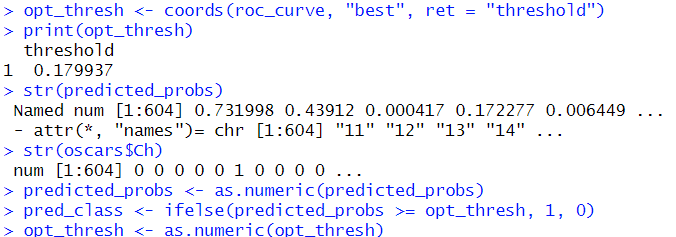 > opt_thresh <- coords(roc_curve, "best", ret = "threshold")
> print(opt_thresh)
  threshold
1  0.179937
> str(predicted_probs)
 Named num [1:604] 0.731998 0.43912 0.000417 0.172277 0.006449 ...
 - attr(*, "names")= chr [1:604] "11" "12" "13" "14" ...
> str(oscars$Ch)
 num [1:604] 0 0 0 0 0 1 0 0 0 0 ...
> predicted_probs <- as.numeric(predicted_probs)
> pred_class <- ifelse(predicted_probs >= opt_thresh, 1, 0)
> opt_thresh <- as.numeric(opt_thresh)